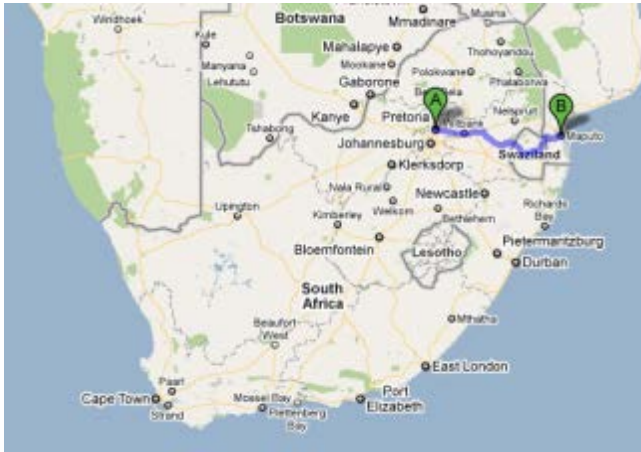 Windhoek
Botswana
Mmadinare
Musina
Kule
Mahalapye
Mookane
Thohoyandou
Manyana
Lehututu
Polokwane
Phalaborwa
Gaborone
A
B
Kanye
Pretoria
Witbank
Nelspruit
Maputo
Tshabong
Johannesburg
Swaziland
Klerksdorp
Nala Rural
Newcastle
Upington
Kimberley
Welkom
Bethlehem
Richards
Bay
Bloemfontein
Lesotho
Pietermantzburg
Durban
South
Africa
Mthatha
Beaufort
West
East London
Paarl
Cape Town
Strand
Mossel Bay
Plettenberg
Bay
Port
Elizabeth